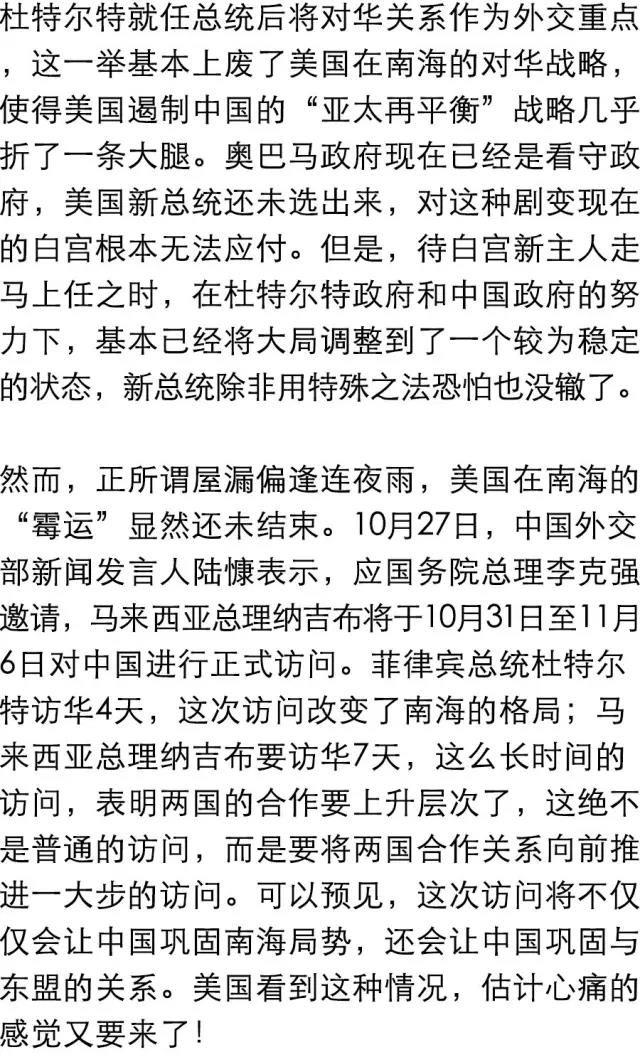 杜特尔特就任总统后将对华关系作为外交重点
，这一举基本上废了美国在南海的对华战略，
使得美国遏制中国的“亚太再平衡”战略几乎
折了一条大腿。奥巴马政府现在已经是看守政
府，美国新总统还未选出来，对这种剧变现在
的白宫根本无法应付。但是，待白宫新主人走
马上任之时，在杜特尔特政府和中国政府的努
力下，基本已经将大局调整到了一个较为稳定
的状态，新总统除非用特殊之法恐怕也没辙了。
然而，正所谓屋漏偏逢连夜雨，美国在南海的
“霉运”显然还未结束。10月27日，中国外交
部新闻发言人陆慷表示，应国务院总理李克强
邀请，马来西亚总理纳吉布将于10月31日至11月
6日对中国进行正式访问。菲律宾总统杜特尔
特访华4天，这次访问改变了南海的格局；马
来西亚总理纳吉布要访华7天，这么长时间的
访问，表明两国的合作要上升层次了，这绝不
是普通的访问，而是要将两国合作关系向前推
进一大步的访问。可以预见，这次访问将不仅
仅会让中国巩固南海局势，还会让中国巩固与
东盟的关系。美国看到这种情况，估计心痛的
感觉又要来了！